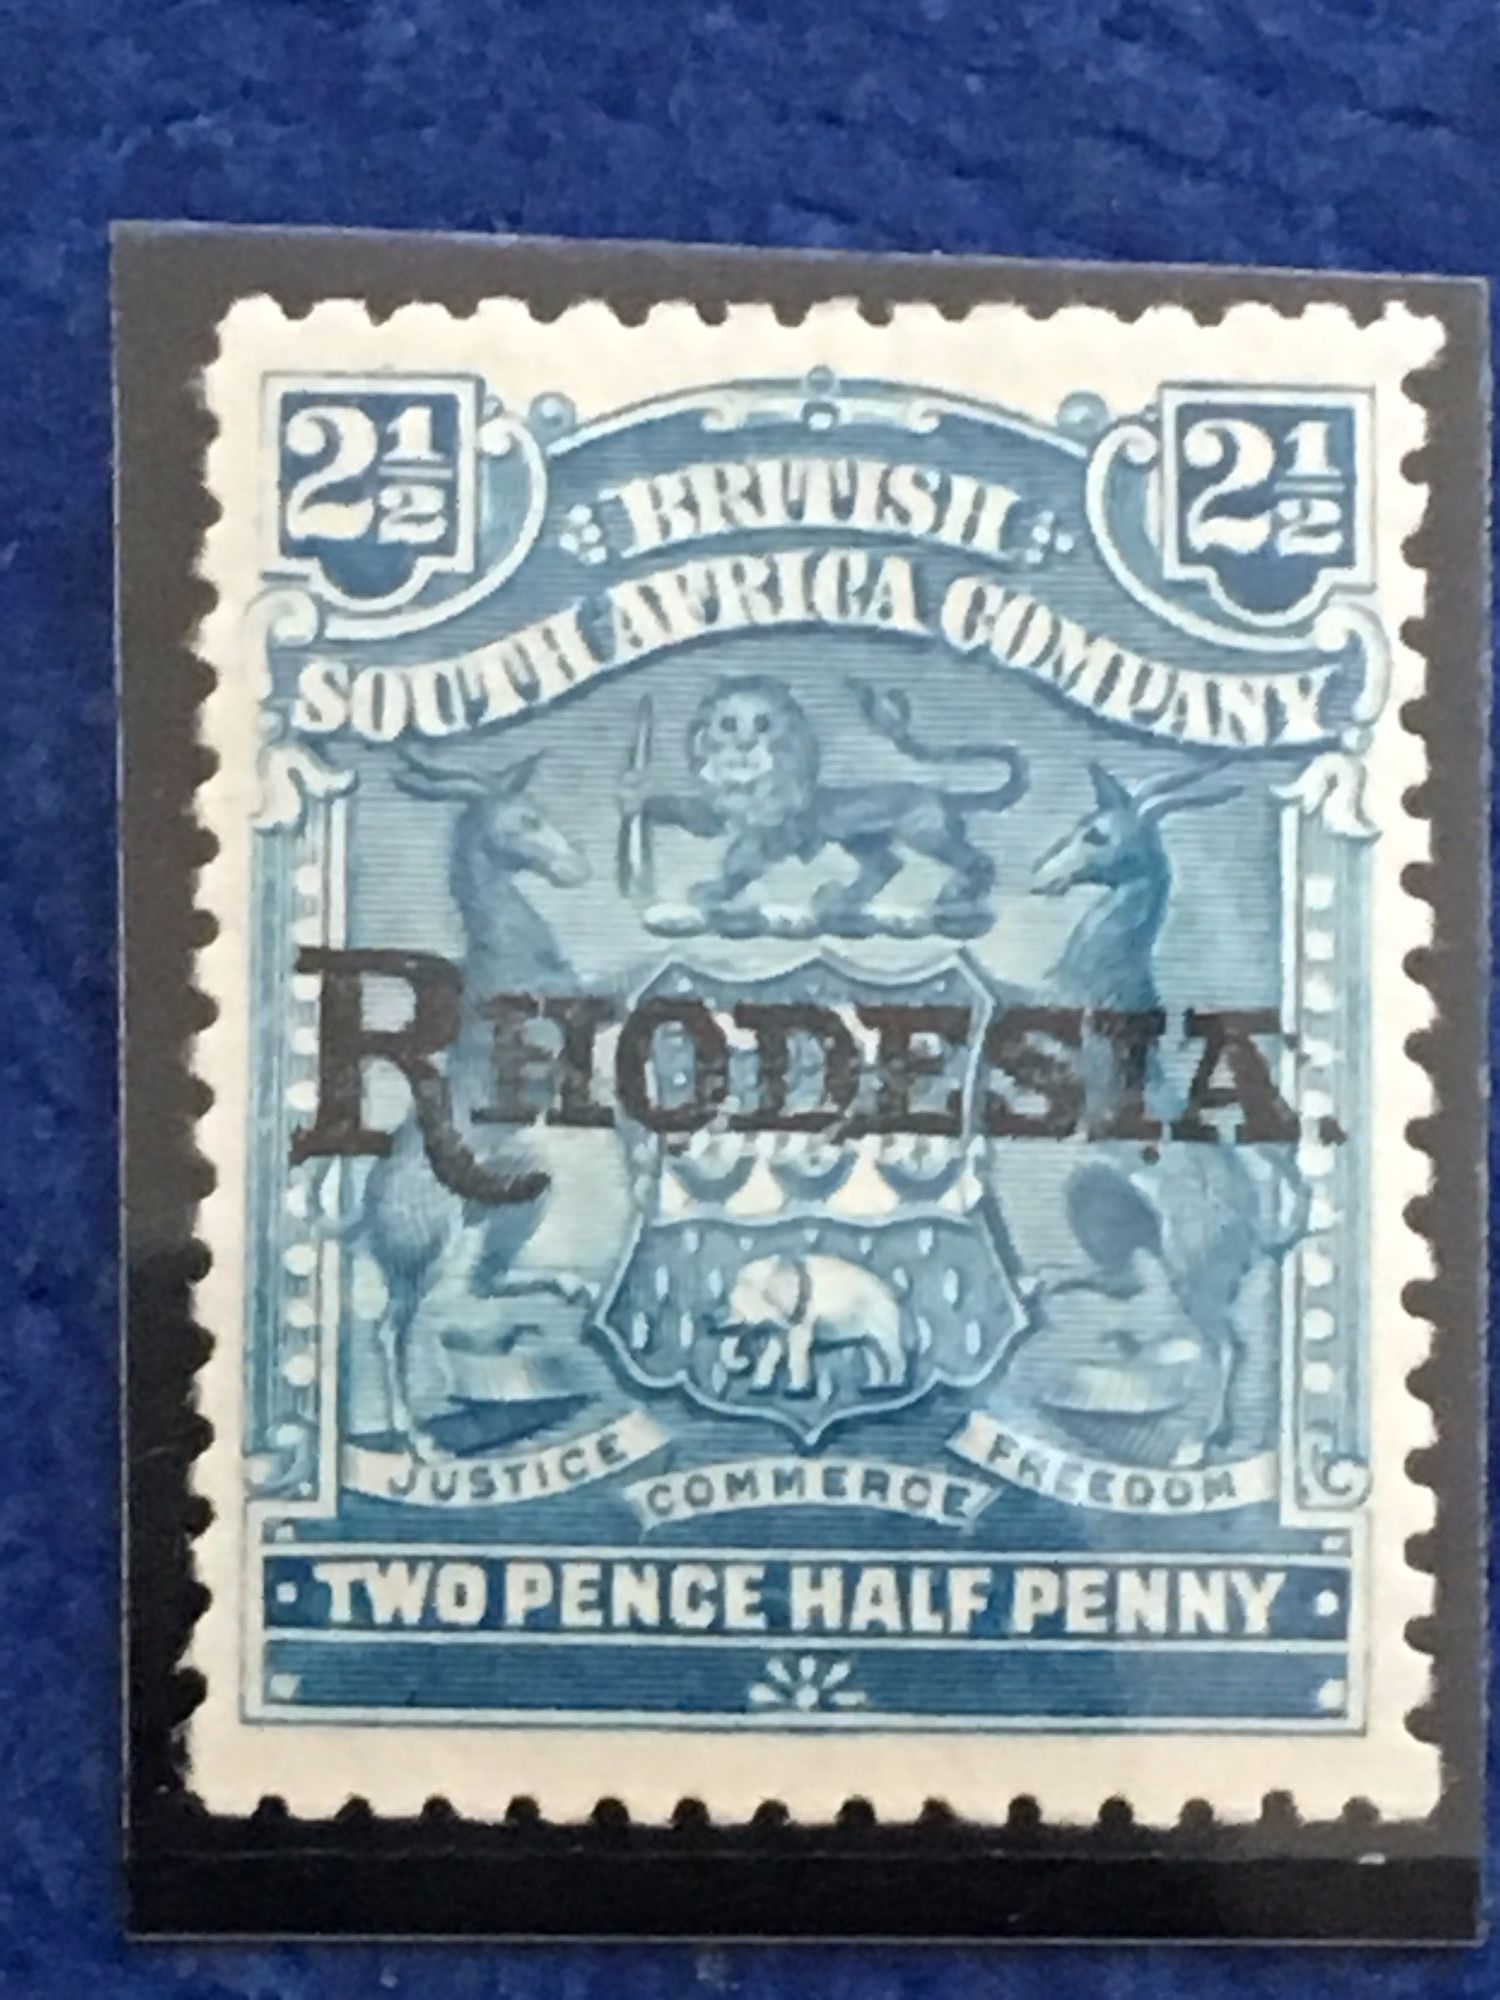 2½ 2½
BRITISH
SOUTH AFRICA COMPANY
RHODESIA.
JUSTICE COMMERCE FREEDOM
TWO PENCE HALF PENNY